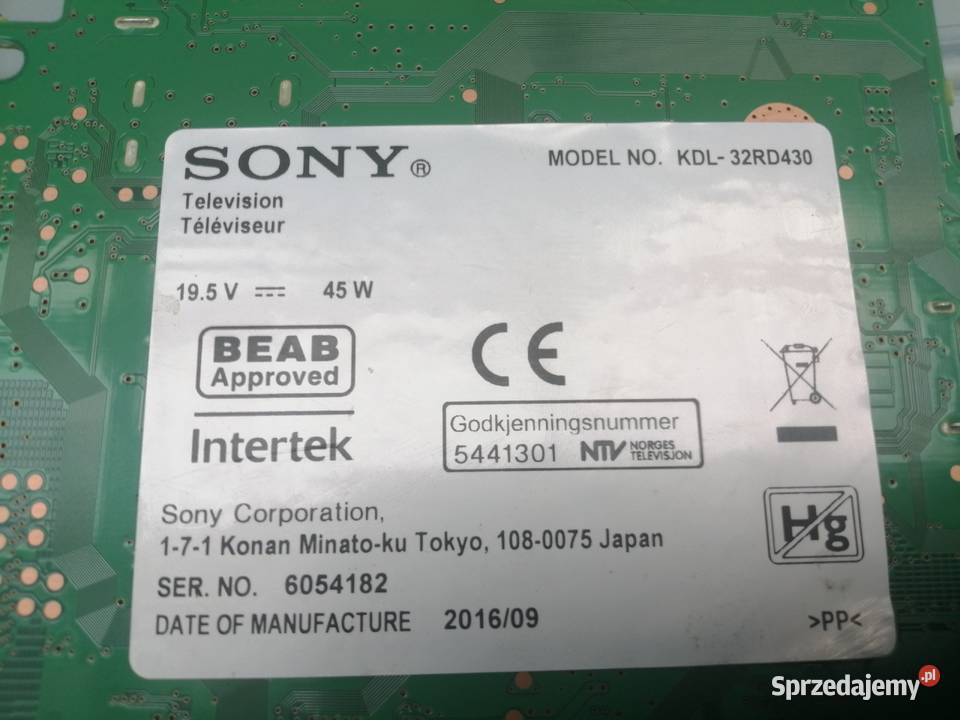 SONY®
MODEL NO. KDL-32RD430
Television
Téléviseur
19.5 V 45 W
BEAB
Approved
CE
Intertek
Godkjenningsnummer
5441301 NTV NORGES TELEVISJON
Hg
Sony Corporation,
1-7-1 Konan Minato-ku Tokyo, 108-0075 Japan
SER. NO. 6054182
DATE OF MANUFACTURE 2016/09
>PP<
Sprzedajemy.pl